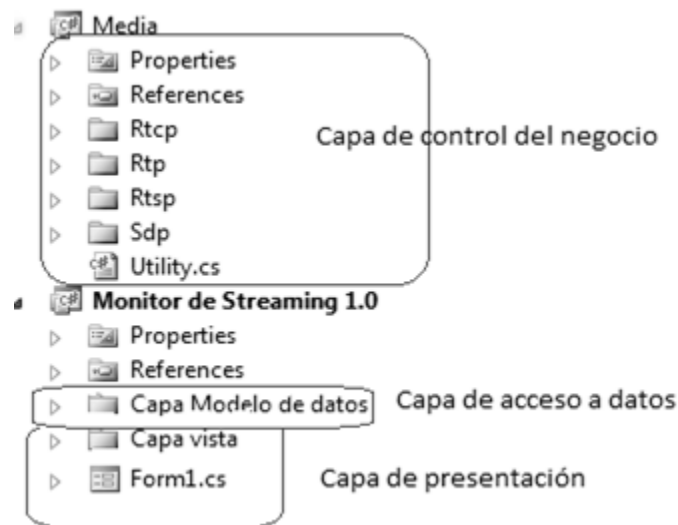 Media
Properties
References
Rtcp
Capa de control del negocio
Rtp
Rtsp
Sdp
Utility.cs
Monitor de Streaming 1.0
Properties
References
Capa Modelo de datos
Capa de acceso a datos
Capa vista
Form1.cs
Capa de presentación